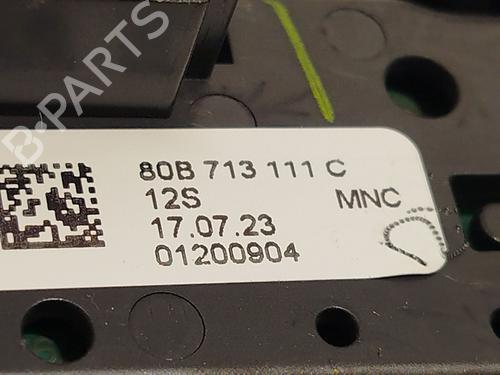 B-PARTS
80B 713 111 C
12S MNC
17.07.23
01200904